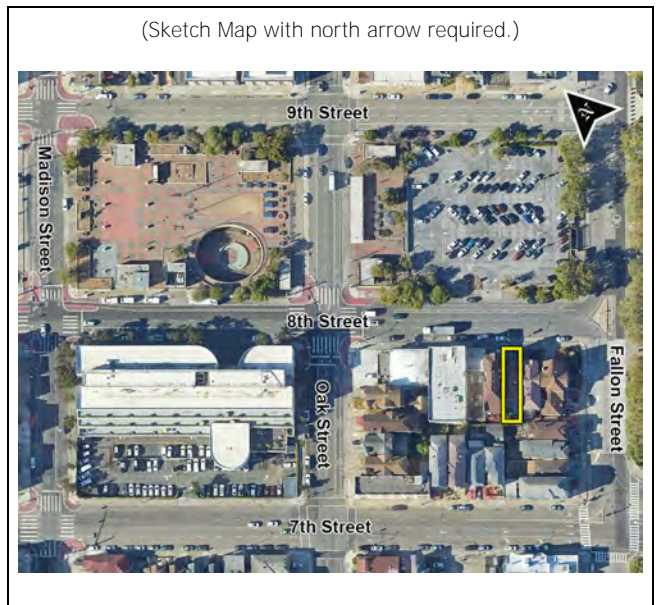 (Sketch Map with north arrow required.)
9th Street
Madison Street
8th Street
Oak Street
Fallon Street
7th Street